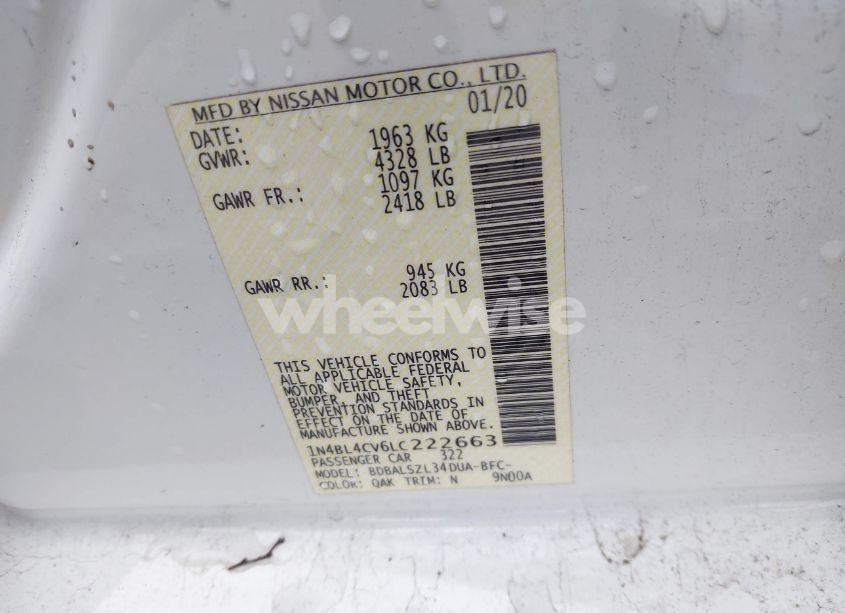 MFD BY NISSAN MOTOR CO., LTD.
DATE: 01/20
GVWR: 1963 KG
4328 LB
GAWR FR.: 1097 KG
2418 LB
GAWR RR.: 945 KG
2083 LB
wheelwise
THIS VEHICLE CONFORMS TO
ALL APPLICABLE FEDERAL
MOTOR VEHICLE SAFETY,
BUMPER, AND THEFT
PREVENTION STANDARDS IN
EFFECT ON THE DATE OF
MANUFACTURE SHOWN ABOVE.
1N4BL4CV6LC222663
PASSENGER CAR 322
MODEL: BDBALSZL34DUA-BFC-
COLOR: QAK TRIM: N 9N00A